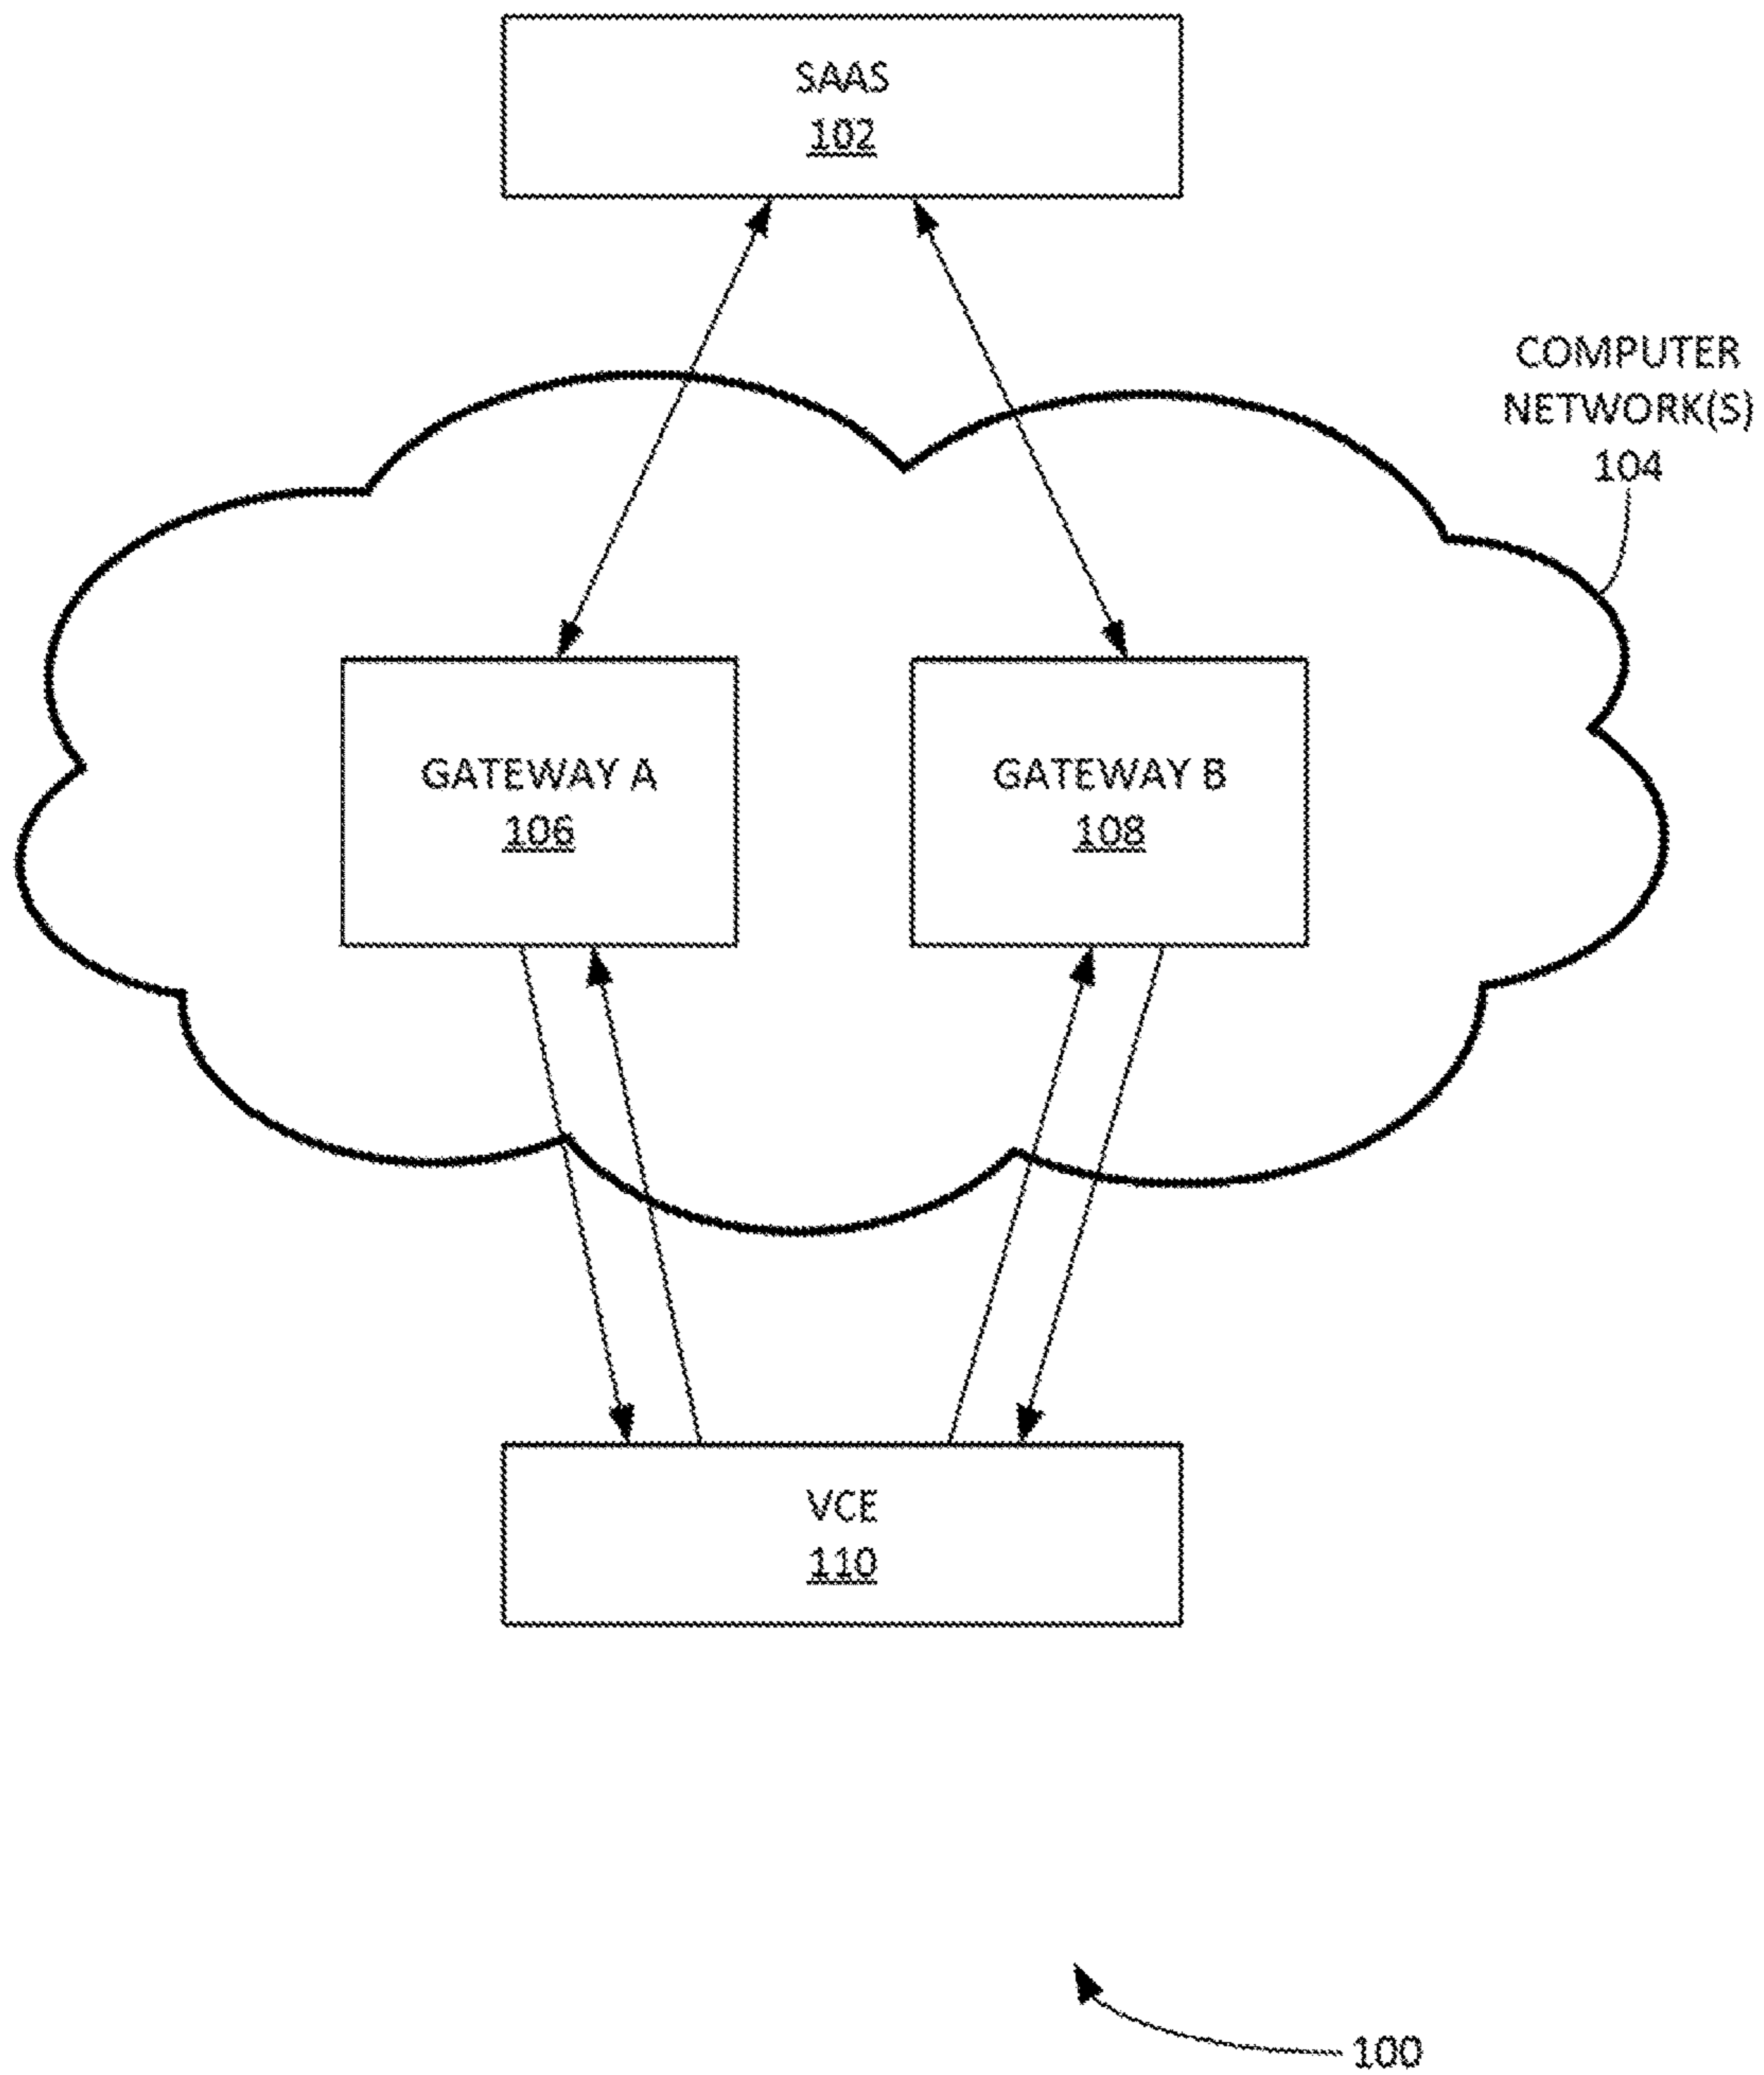 SAAS
102
COMPUTER
NETWORK(S)
104
GATEWAY A
106
GATEWAY B
108
VCE
110
100